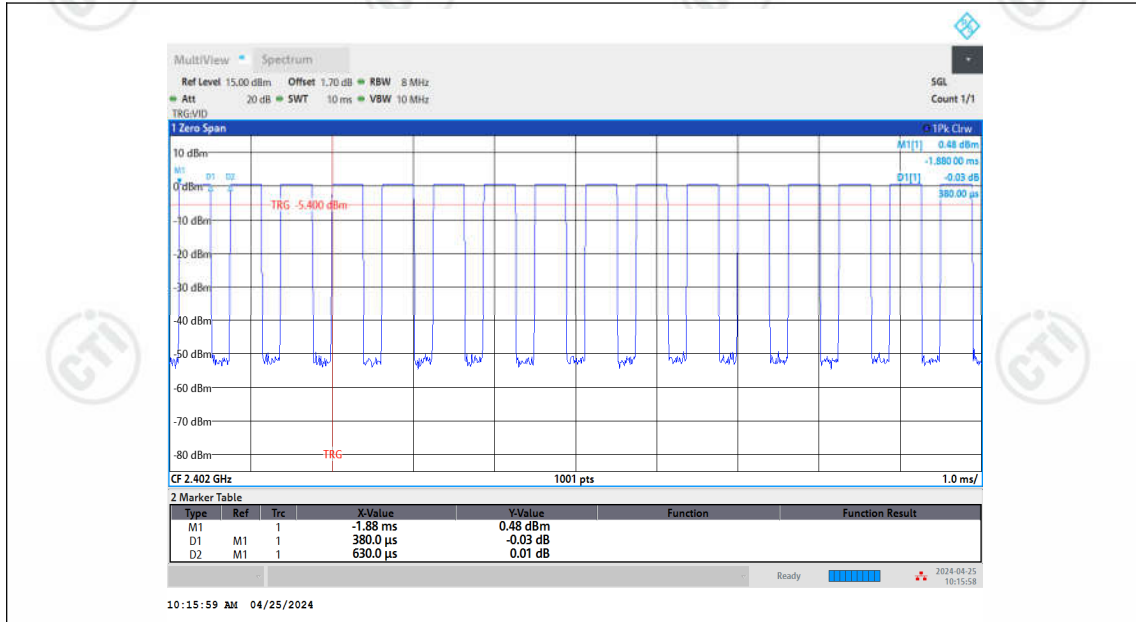 MultiView Spectrum
Ref Level 15.00 dBm Offset 1.70 dB RBW 8 MHz SGL
Att 20 dB SWT 10 ms VBW 10 MHz Count 1/1
TRG:VID
1 Zero Span 1Pk Clrw
M1[1] 0.48 dBm
-1.880 00 ms
D1[1] -0.03 dB
380.00 µs
10 dBm
M1 D1 D2
0 dBm
TRG -5.400 dBm
-10 dBm
-20 dBm
-30 dBm
-40 dBm
-50 dBm
-60 dBm
-70 dBm
-80 dBm
TRG
CF 2.402 GHz 1001 pts 1.0 ms/
2 Marker Table
Type Ref Trc X-Value Y-Value Function Function Result
M1 1 -1.88 ms 0.48 dBm
D1 M1 1 380.0 µs -0.03 dB
D2 M1 1 630.0 µs 0.01 dB
Ready 2024-04-25
10:15:58
10:15:59 AM 04/25/2024
CTI
CTI